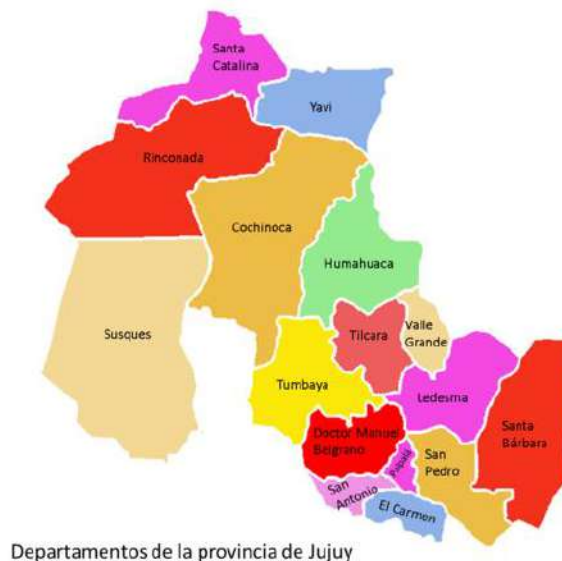 Santa
Catalina
Yavi
Rinconada
Cochinoca
Humahuaca
Susques
Tilcara
Valle
Grande
Tumbaya
Ledesma
Doctor Manuel
Belgrano
Santa
Bárbara
San
Pedro
Papalá
San
Antonio
El Carmen
Departamentos de la provincia de Jujuy